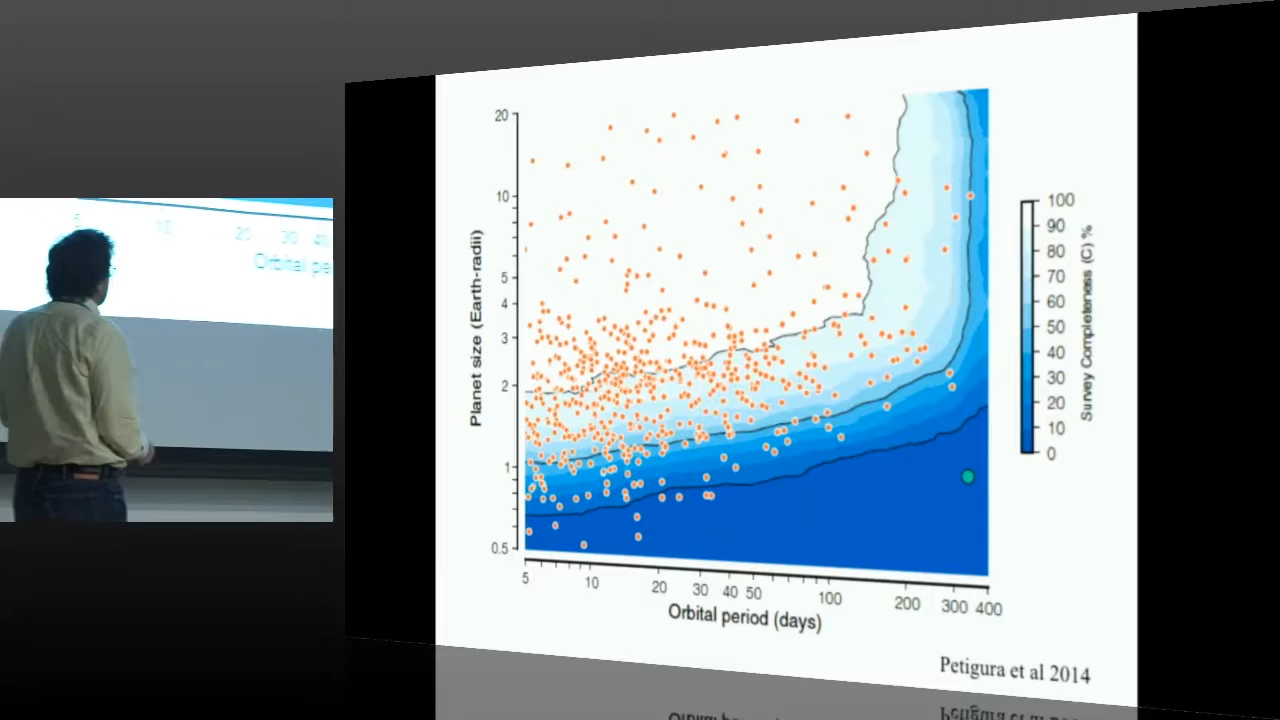 20
10
5
4
3
2
1
0.5
Planet size (Earth-radii)
5 10 20 30 40 50 100 200 300 400
Orbital period (days)
100
90
80
70
60
50
40
30
20
10
0
Survey Completeness (C) %
Petigura et al 2014
5 10 20 30 40
Orbital pe